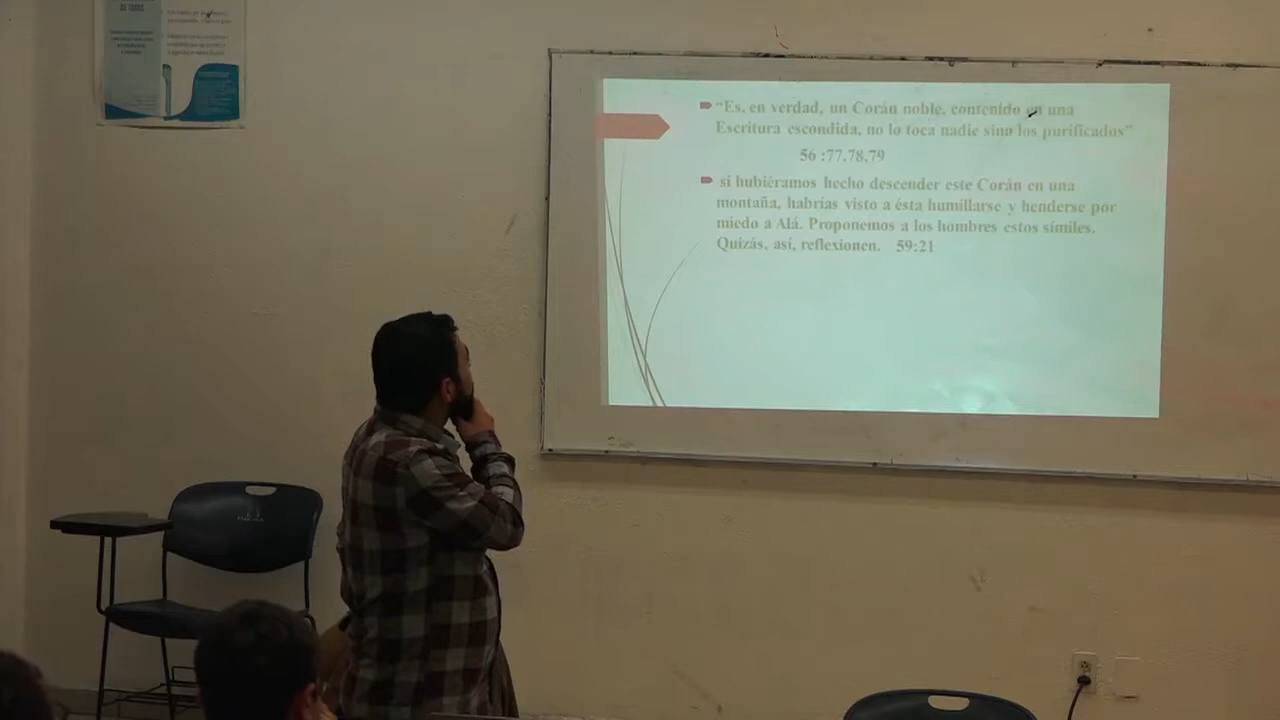 DE TODOS
“Es, en verdad, un Corán noble, contenido en una
Escritura escondida, no lo toca nadie sino los purificados”
56 :77,78,79
si hubiéramos hecho descender este Corán en una
montaña, habrías visto a ésta humillarse y henderse por
miedo a Alá. Proponemos a los hombres estos símiles.
Quizás, así, reflexionen. 59:21